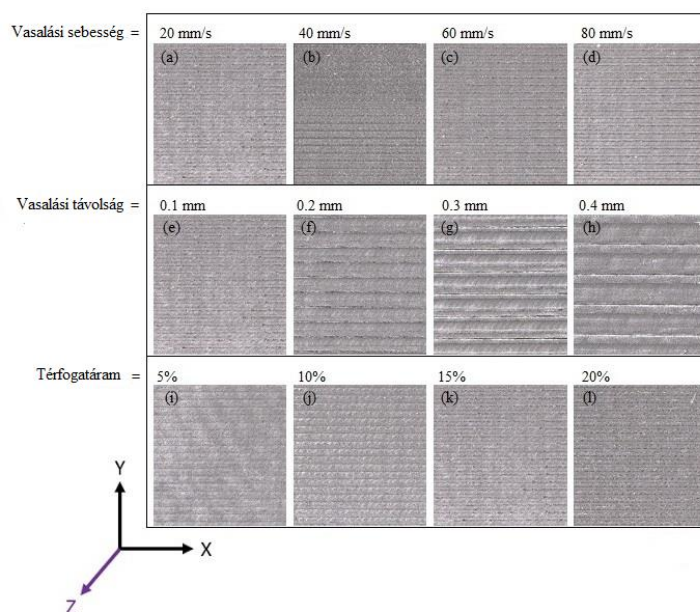 Vasalási sebesség = 20 mm/s 40 mm/s 60 mm/s 80 mm/s
(a) (b) (c) (d)
Vasalási távolság = 0.1 mm 0.2 mm 0.3 mm 0.4 mm
(e) (f) (g) (h)
Térfogatáram = 5% 10% 15% 20%
(i) (j) (k) (l)
Y
X
Z